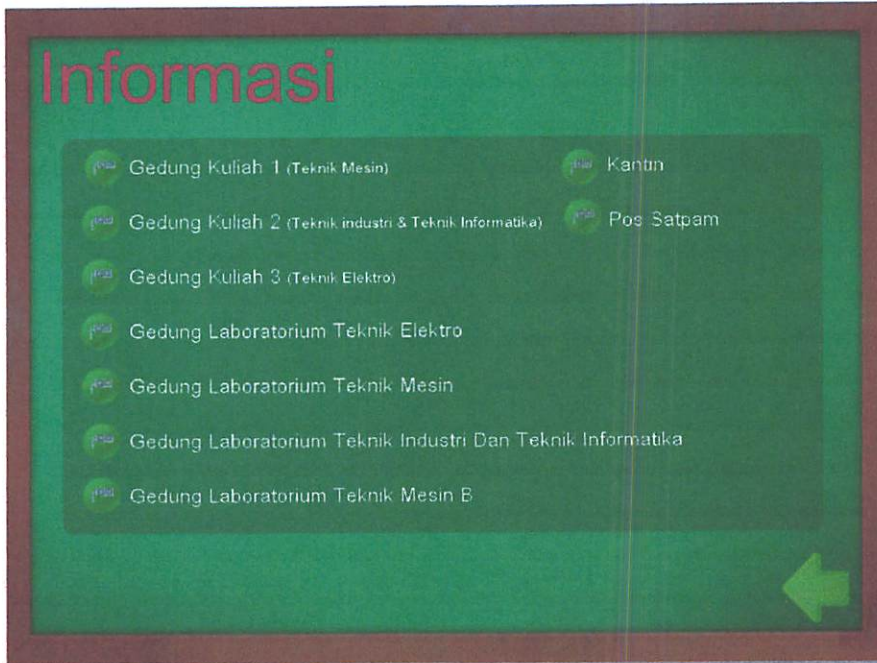 Informasi
Gedung Kuliah 1 (Teknik Mesin)
Gedung Kuliah 2 (Teknik industri & Teknik Informatika)
Gedung Kuliah 3 (Teknik Elektro)
Gedung Laboratorium Teknik Elektro
Gedung Laboratorium Teknik Mesin
Gedung Laboratorium Teknik Industri Dan Teknik Informatika
Gedung Laboratorium Teknik Mesin B
Kantin
Pos Satpam